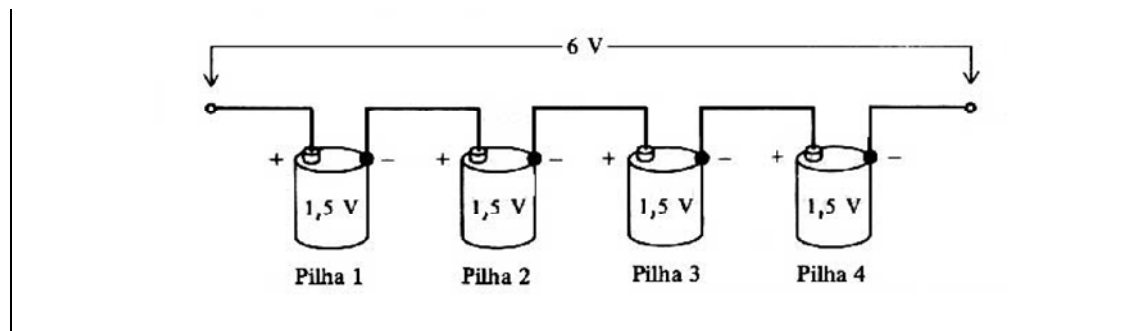 6 V
+ − + − + − + −
1,5 V 1,5 V 1,5 V 1,5 V
Pilha 1 Pilha 2 Pilha 3 Pilha 4